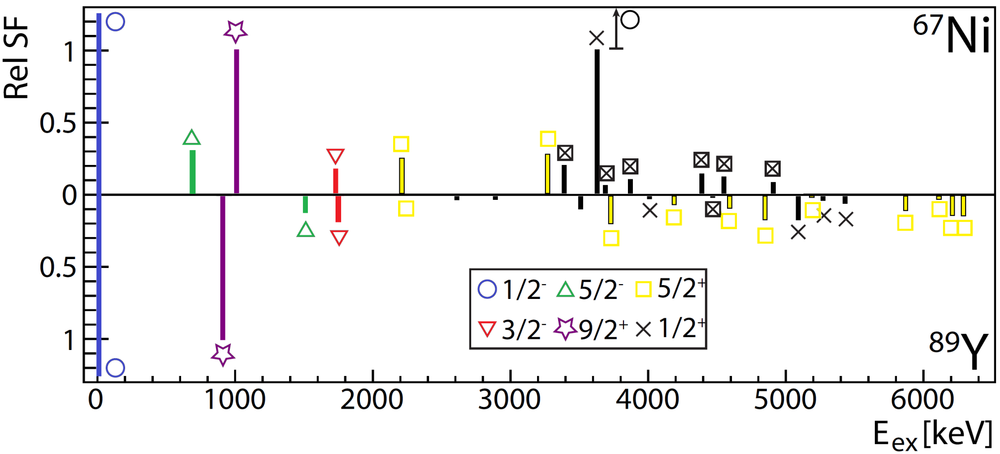 Rel SF
1
0.5
0
0.5
1
⁶⁷Ni
⁸⁹Y
1/2⁻ 5/2⁻ 5/2⁺
3/2⁻ 9/2⁺ 1/2⁺
0 1000 2000 3000 4000 5000 6000
E_ex [keV]